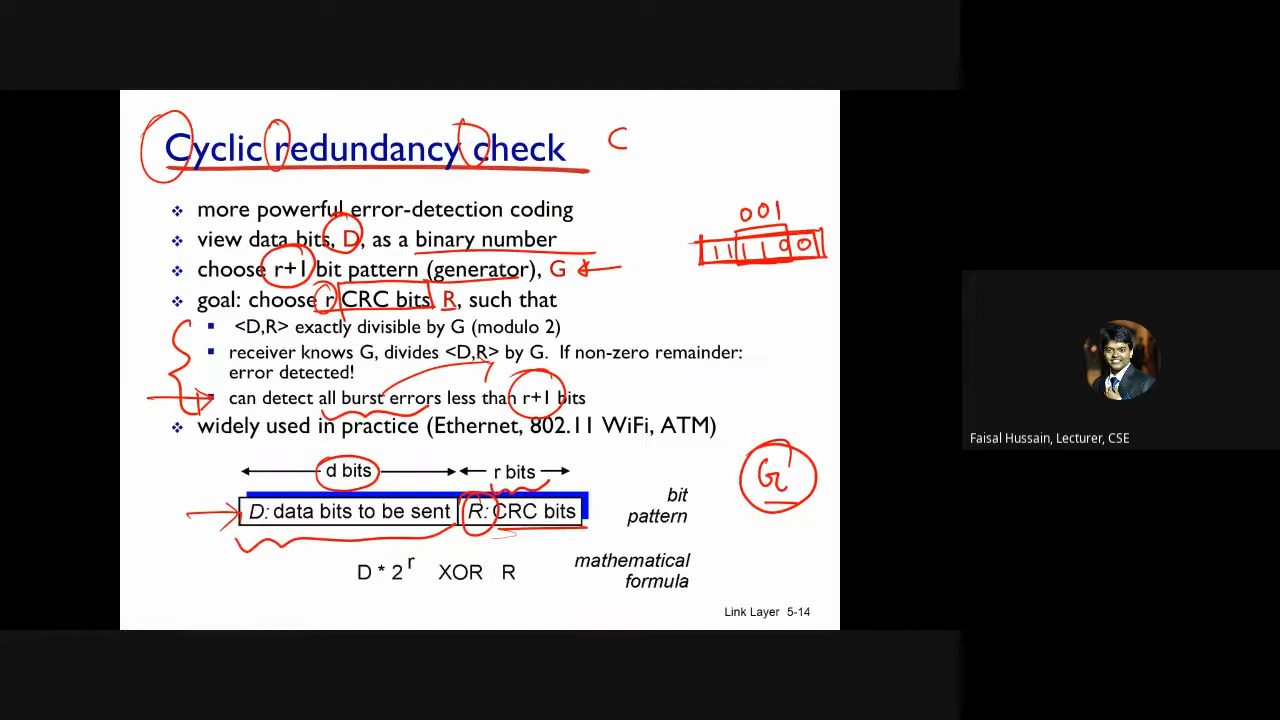 Cyclic redundancy check C
❖ more powerful error-detection coding
❖ view data bits, D, as a binary number
❖ choose r+1 bit pattern (generator), G
❖ goal: choose r CRC bits, R, such that
▪ <D,R> exactly divisible by G (modulo 2)
▪ receiver knows G, divides <D,R> by G. If non-zero remainder:
error detected!
▪ can detect all burst errors less than r+1 bits
❖ widely used in practice (Ethernet, 802.11 WiFi, ATM)
001
111100
d bits r bits
D: data bits to be sent R: CRC bits
bit
pattern
G
D * 2^r XOR R
mathematical
formula
Link Layer 5-14
Faisal Hussain, Lecturer, CSE